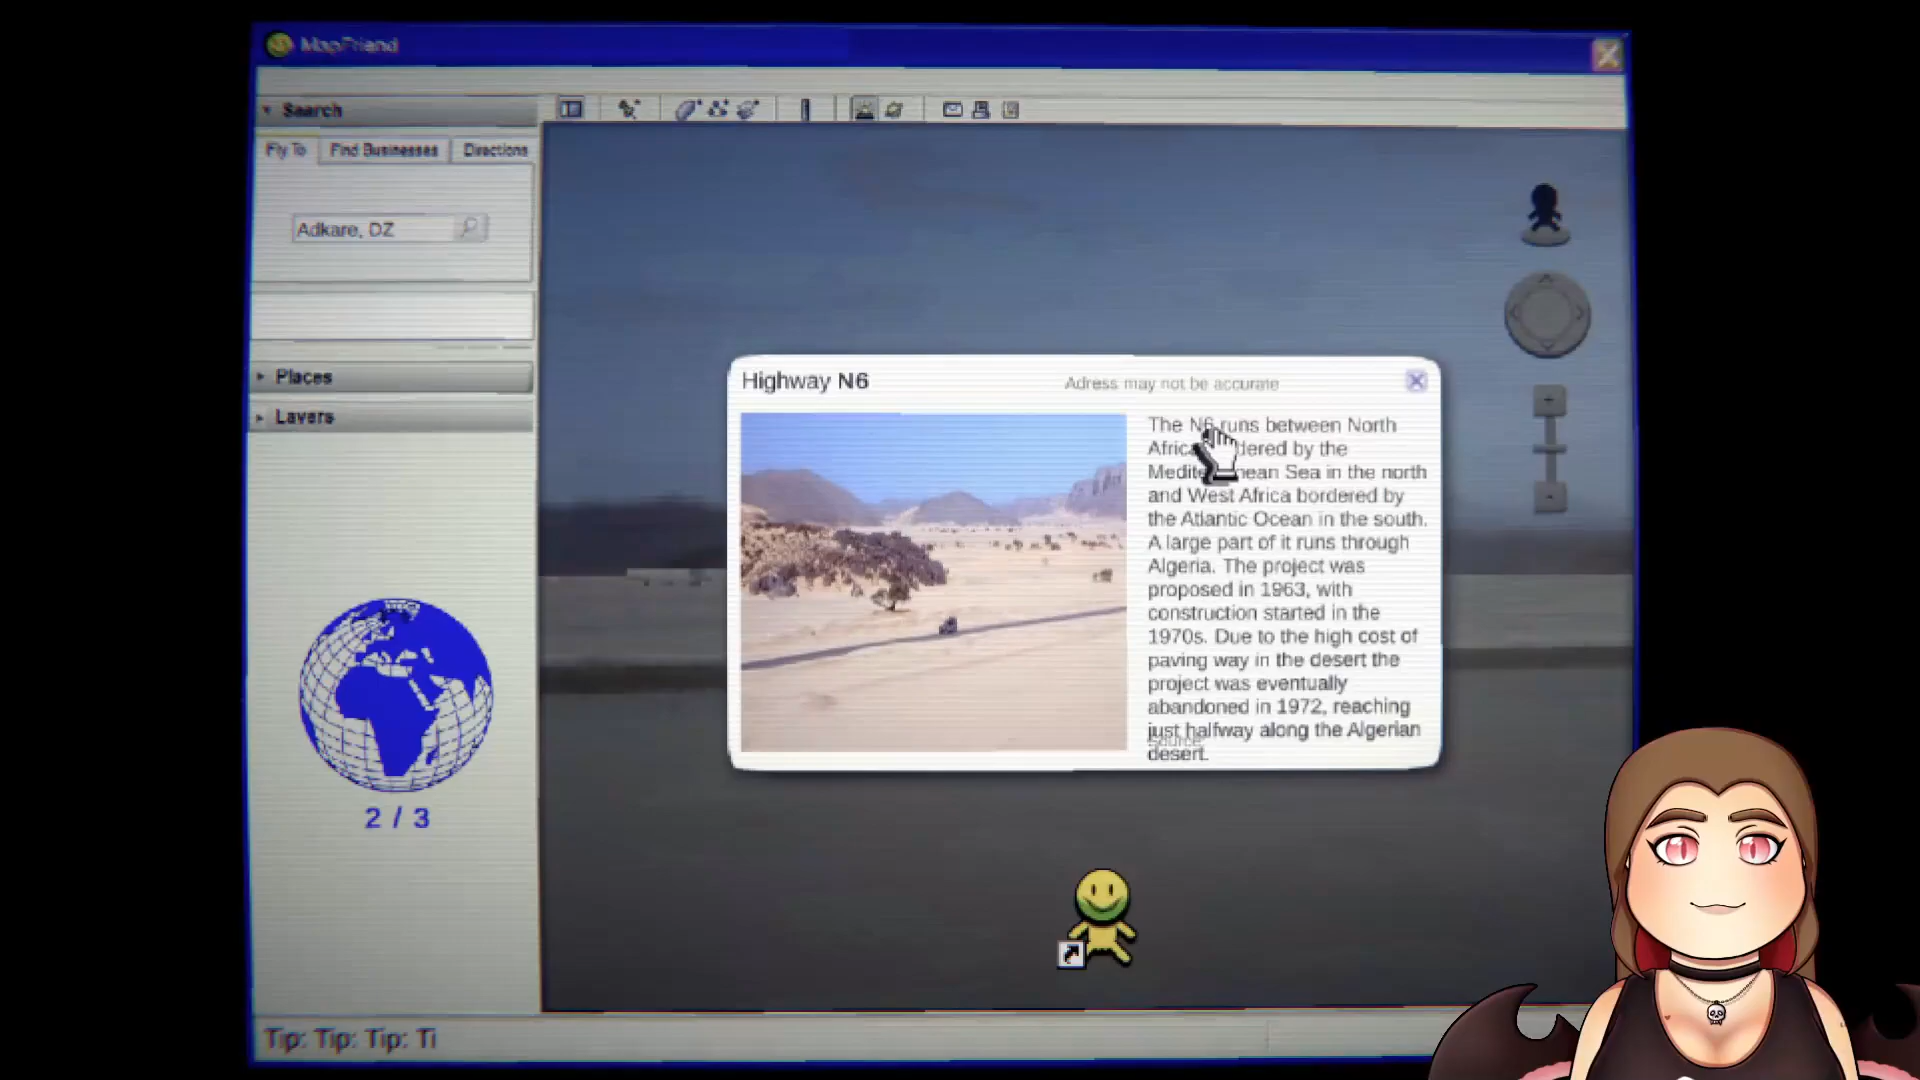 MapFriend
Search
Fly To
Find Businesses
Directions
Adkare, DZ
Places
Layers
2 / 3
Highway N6
Adress may not be accurate
The N6 runs between North
bordered by the
Sea in the north
and West Africa bordered by
the Atlantic Ocean in the south.
A large part of it runs through
Algeria. The project was
proposed in 1963, with
construction started in the
1970s. Due to the high cost of
paving way in the desert the
project was eventually
abandoned in 1972, reaching
just halfway along the Algerian
source:
desert.
Tip: Tip: Tip: Ti